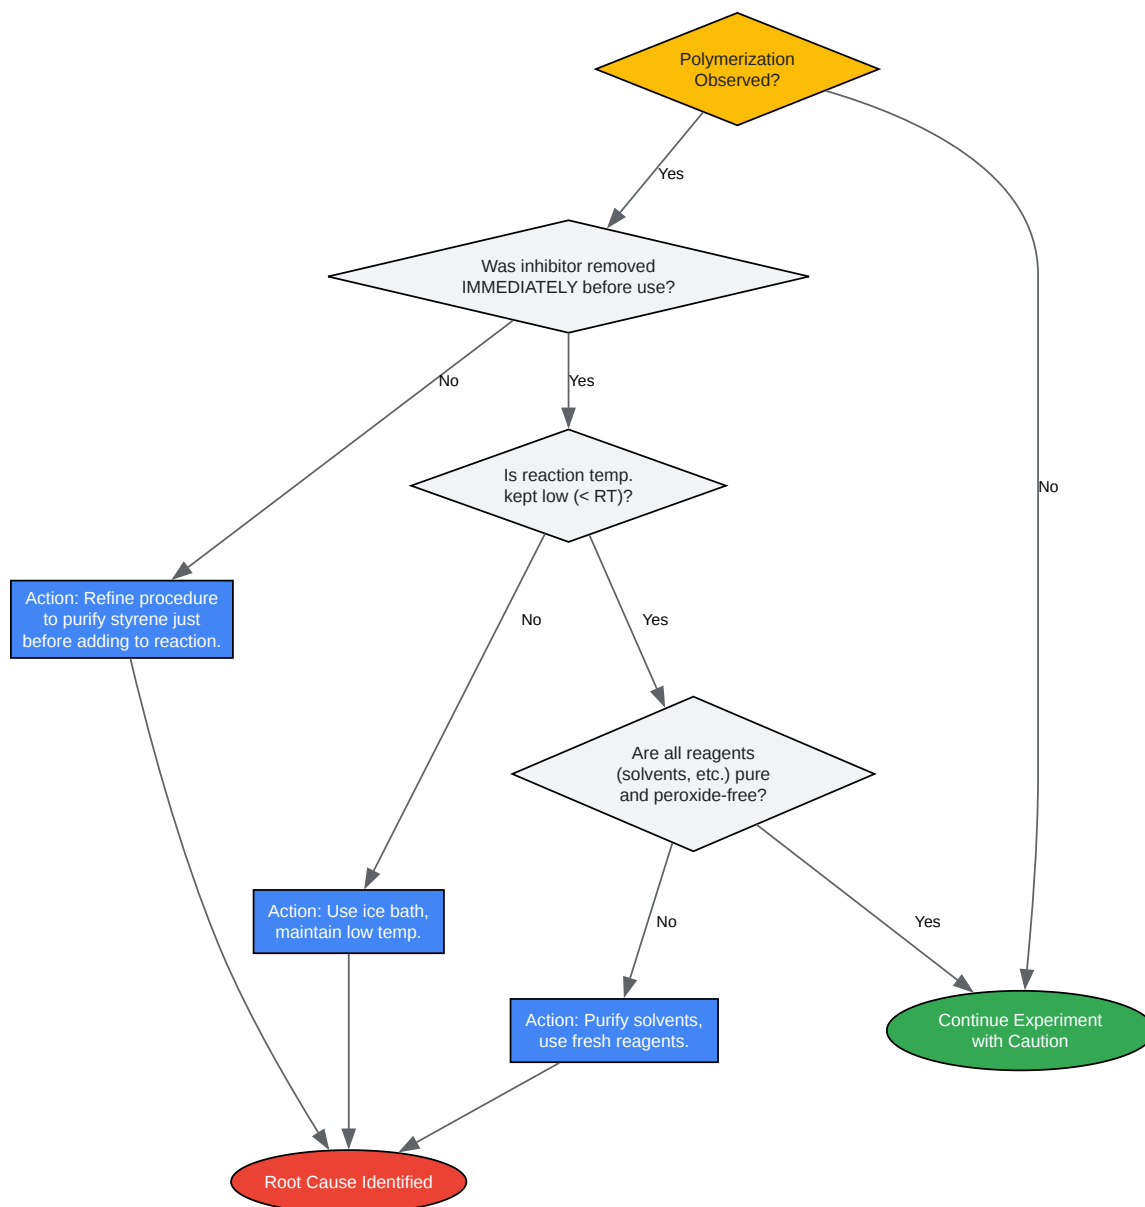 Polymerization
Observed?
Yes
Was inhibitor removed
IMMEDIATELY before use?
No
Yes
Is reaction temp.
kept low (< RT)?
No
Action: Refine procedure
to purify styrene just
before adding to reaction.
No
Yes
Are all reagents
(solvents, etc.) pure
and peroxide-free?
Action: Use ice bath,
maintain low temp.
No
Yes
Action: Purify solvents,
use fresh reagents.
Continue Experiment
with Caution
Root Cause Identified